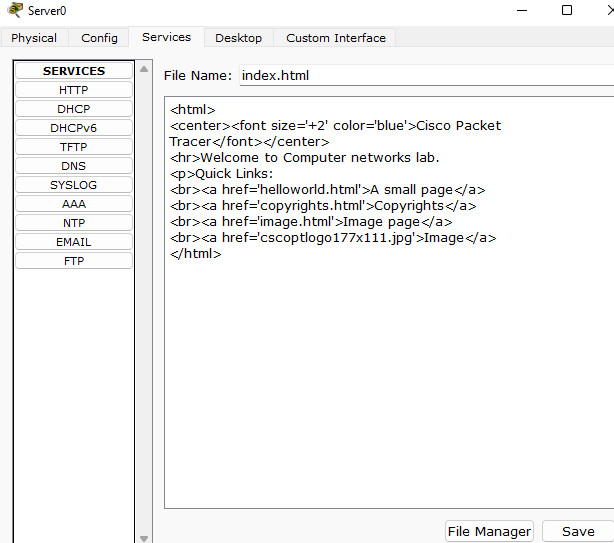 Server0
Physical Config Services Desktop Custom Interface
SERVICES
HTTP
DHCP
DHCPv6
TFTP
DNS
SYSLOG
AAA
NTP
EMAIL
FTP
File Name: index.html
<html>
<center><font size='+2' color='blue'>Cisco Packet
Tracer</font></center>
<hr>Welcome to Computer networks lab.
<p>Quick Links:
<br><a href='helloworld.html'>A small page</a>
<br><a href='copyrights.html'>Copyrights</a>
<br><a href='image.html'>Image page</a>
<br><a href='cscoptlogo177x111.jpg'>Image</a>
</html>
File Manager Save